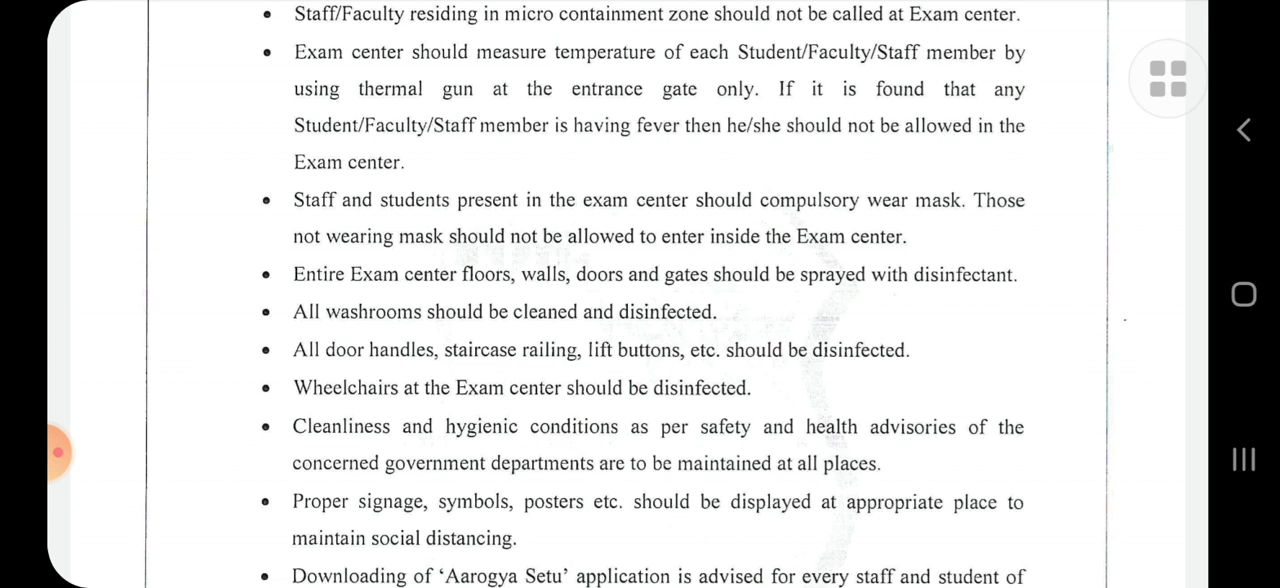 • Staff/Faculty residing in micro containment zone should not be called at Exam center.
• Exam center should measure temperature of each Student/Faculty/Staff member by
using thermal gun at the entrance gate only. If it is found that any
Student/Faculty/Staff member is having fever then he/she should not be allowed in the
Exam center.
• Staff and students present in the exam center should compulsory wear mask. Those
not wearing mask should not be allowed to enter inside the Exam center.
• Entire Exam center floors, walls, doors and gates should be sprayed with disinfectant.
• All washrooms should be cleaned and disinfected.
• All door handles, staircase railing, lift buttons, etc. should be disinfected.
• Wheelchairs at the Exam center should be disinfected.
• Cleanliness and hygienic conditions as per safety and health advisories of the
concerned government departments are to be maintained at all places.
• Proper signage, symbols, posters etc. should be displayed at appropriate place to
maintain social distancing.
• Downloading of ‘Aarogya Setu’ application is advised for every staff and student of